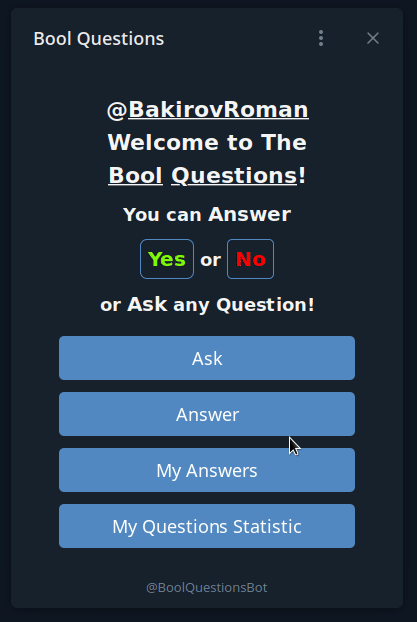 Bool Questions
@BakirovRoman
Welcome to The
Bool Questions!
You can Answer
Yes or No
or Ask any Question!
Ask
Answer
My Answers
My Questions Statistic
@BoolQuestionsBot